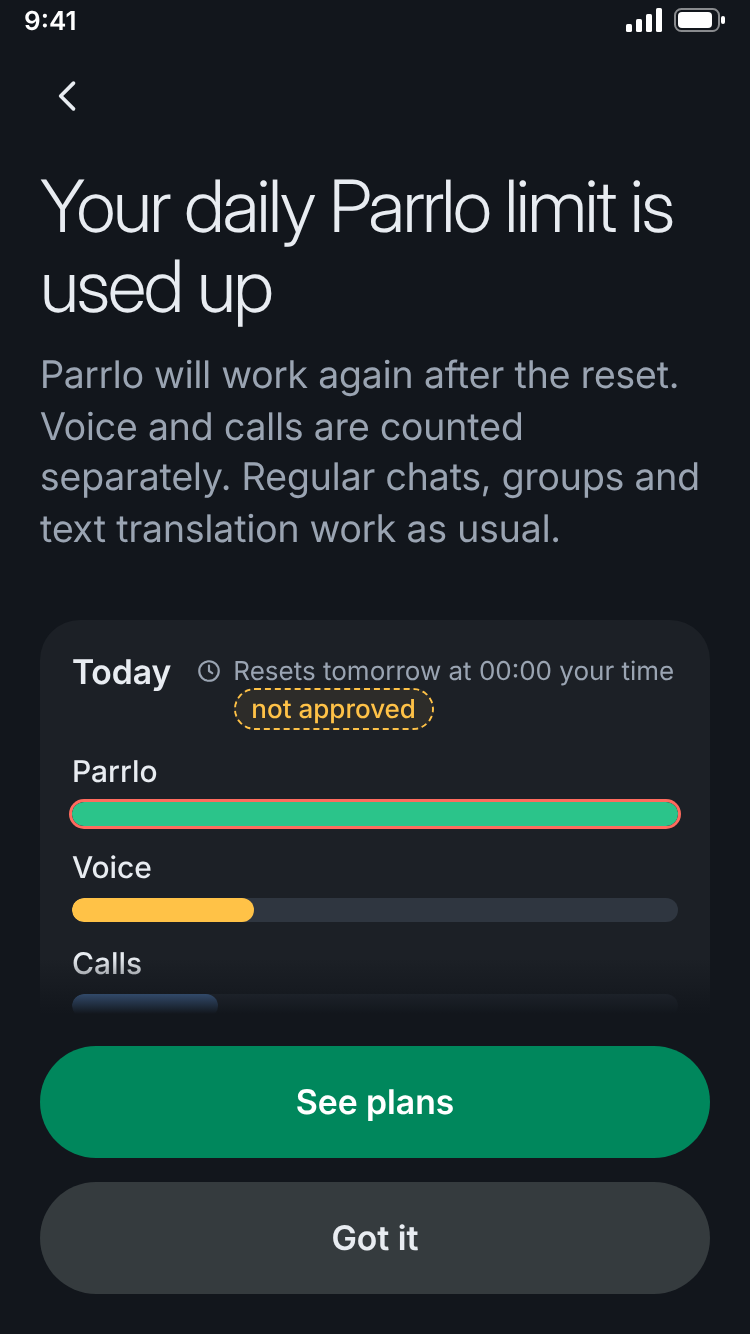 9:41
Your daily Parrlo limit is
used up
Parrlo will work again after the reset.
Voice and calls are counted
separately. Regular chats, groups and
text translation work as usual.
Today Resets tomorrow at 00:00 your time
not approved
Parrlo
Voice
Calls
See plans
Got it